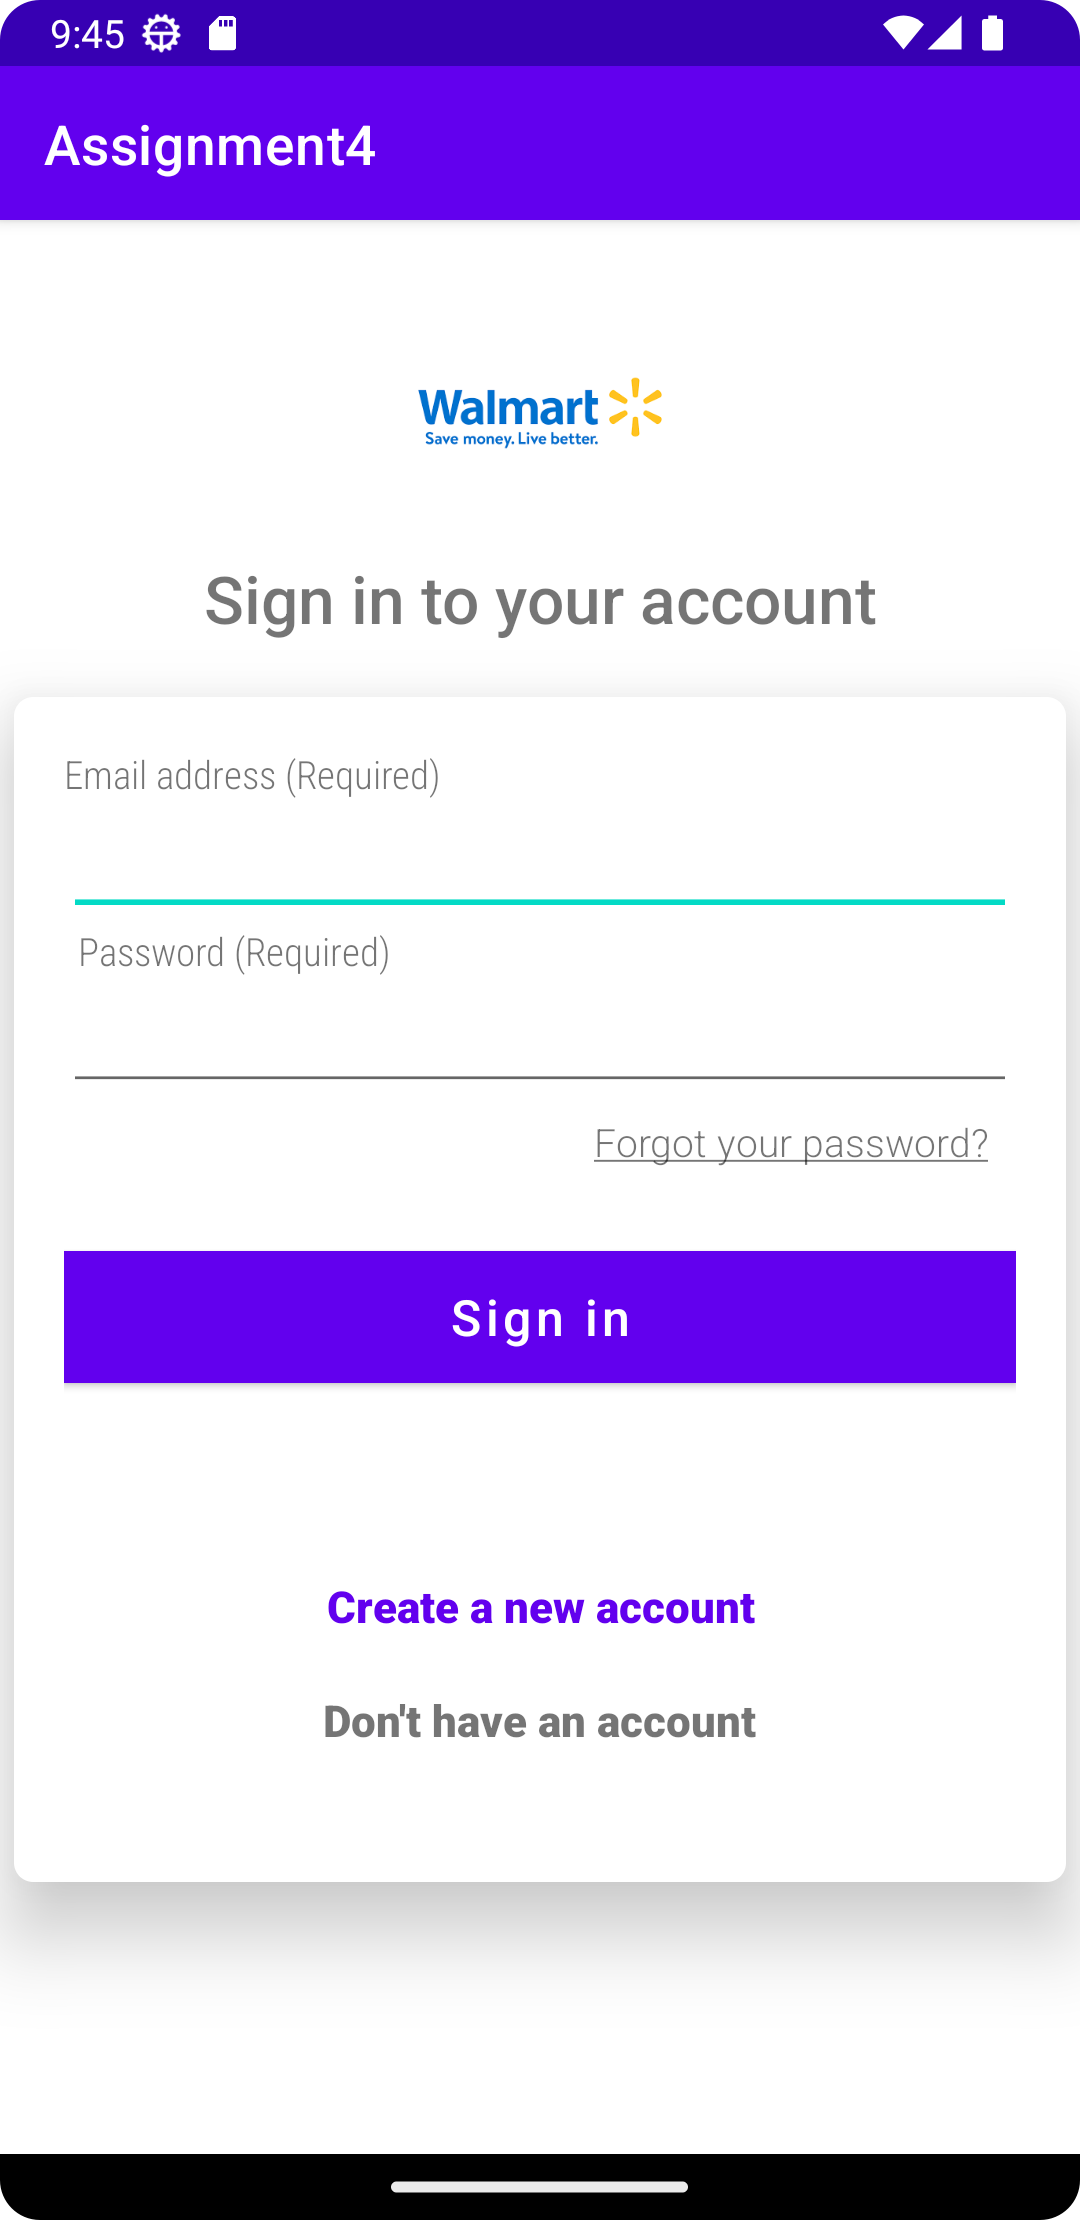 9:45
Assignment4
Walmart
Save money. Live better.
Sign in to your account
Email address (Required)
Password (Required)
Forgot your password?
Sign in
Create a new account
Don't have an account